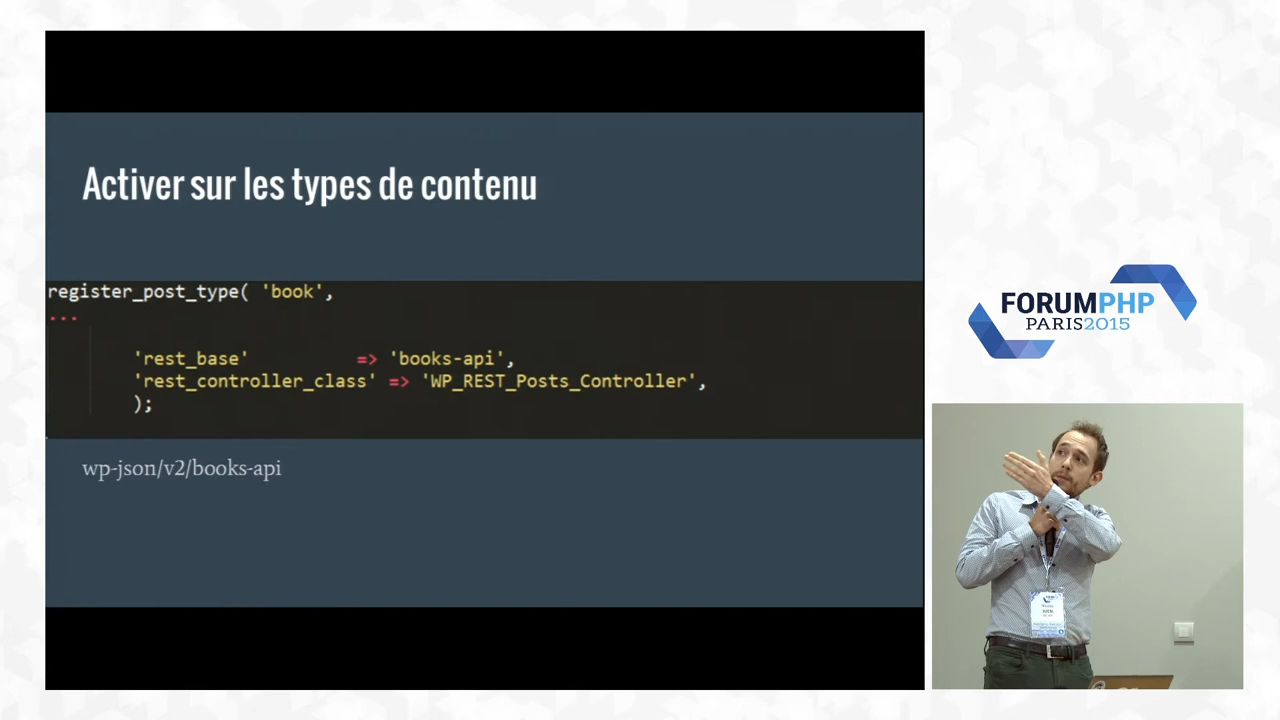 Activer sur les types de contenu
register_post_type( 'book',
...
'rest_base' => 'books-api',
'rest_controller_class' => 'WP_REST_Posts_Controller',
);
wp-json/v2/books-api
FORUMPHP
PARIS2015